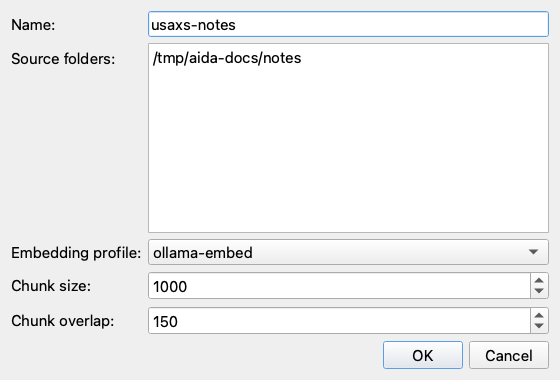 Name: usaxs-notes
Source folders: /tmp/aida-docs/notes
Embedding profile: ollama-embed
Chunk size: 1000
Chunk overlap: 150
OK Cancel